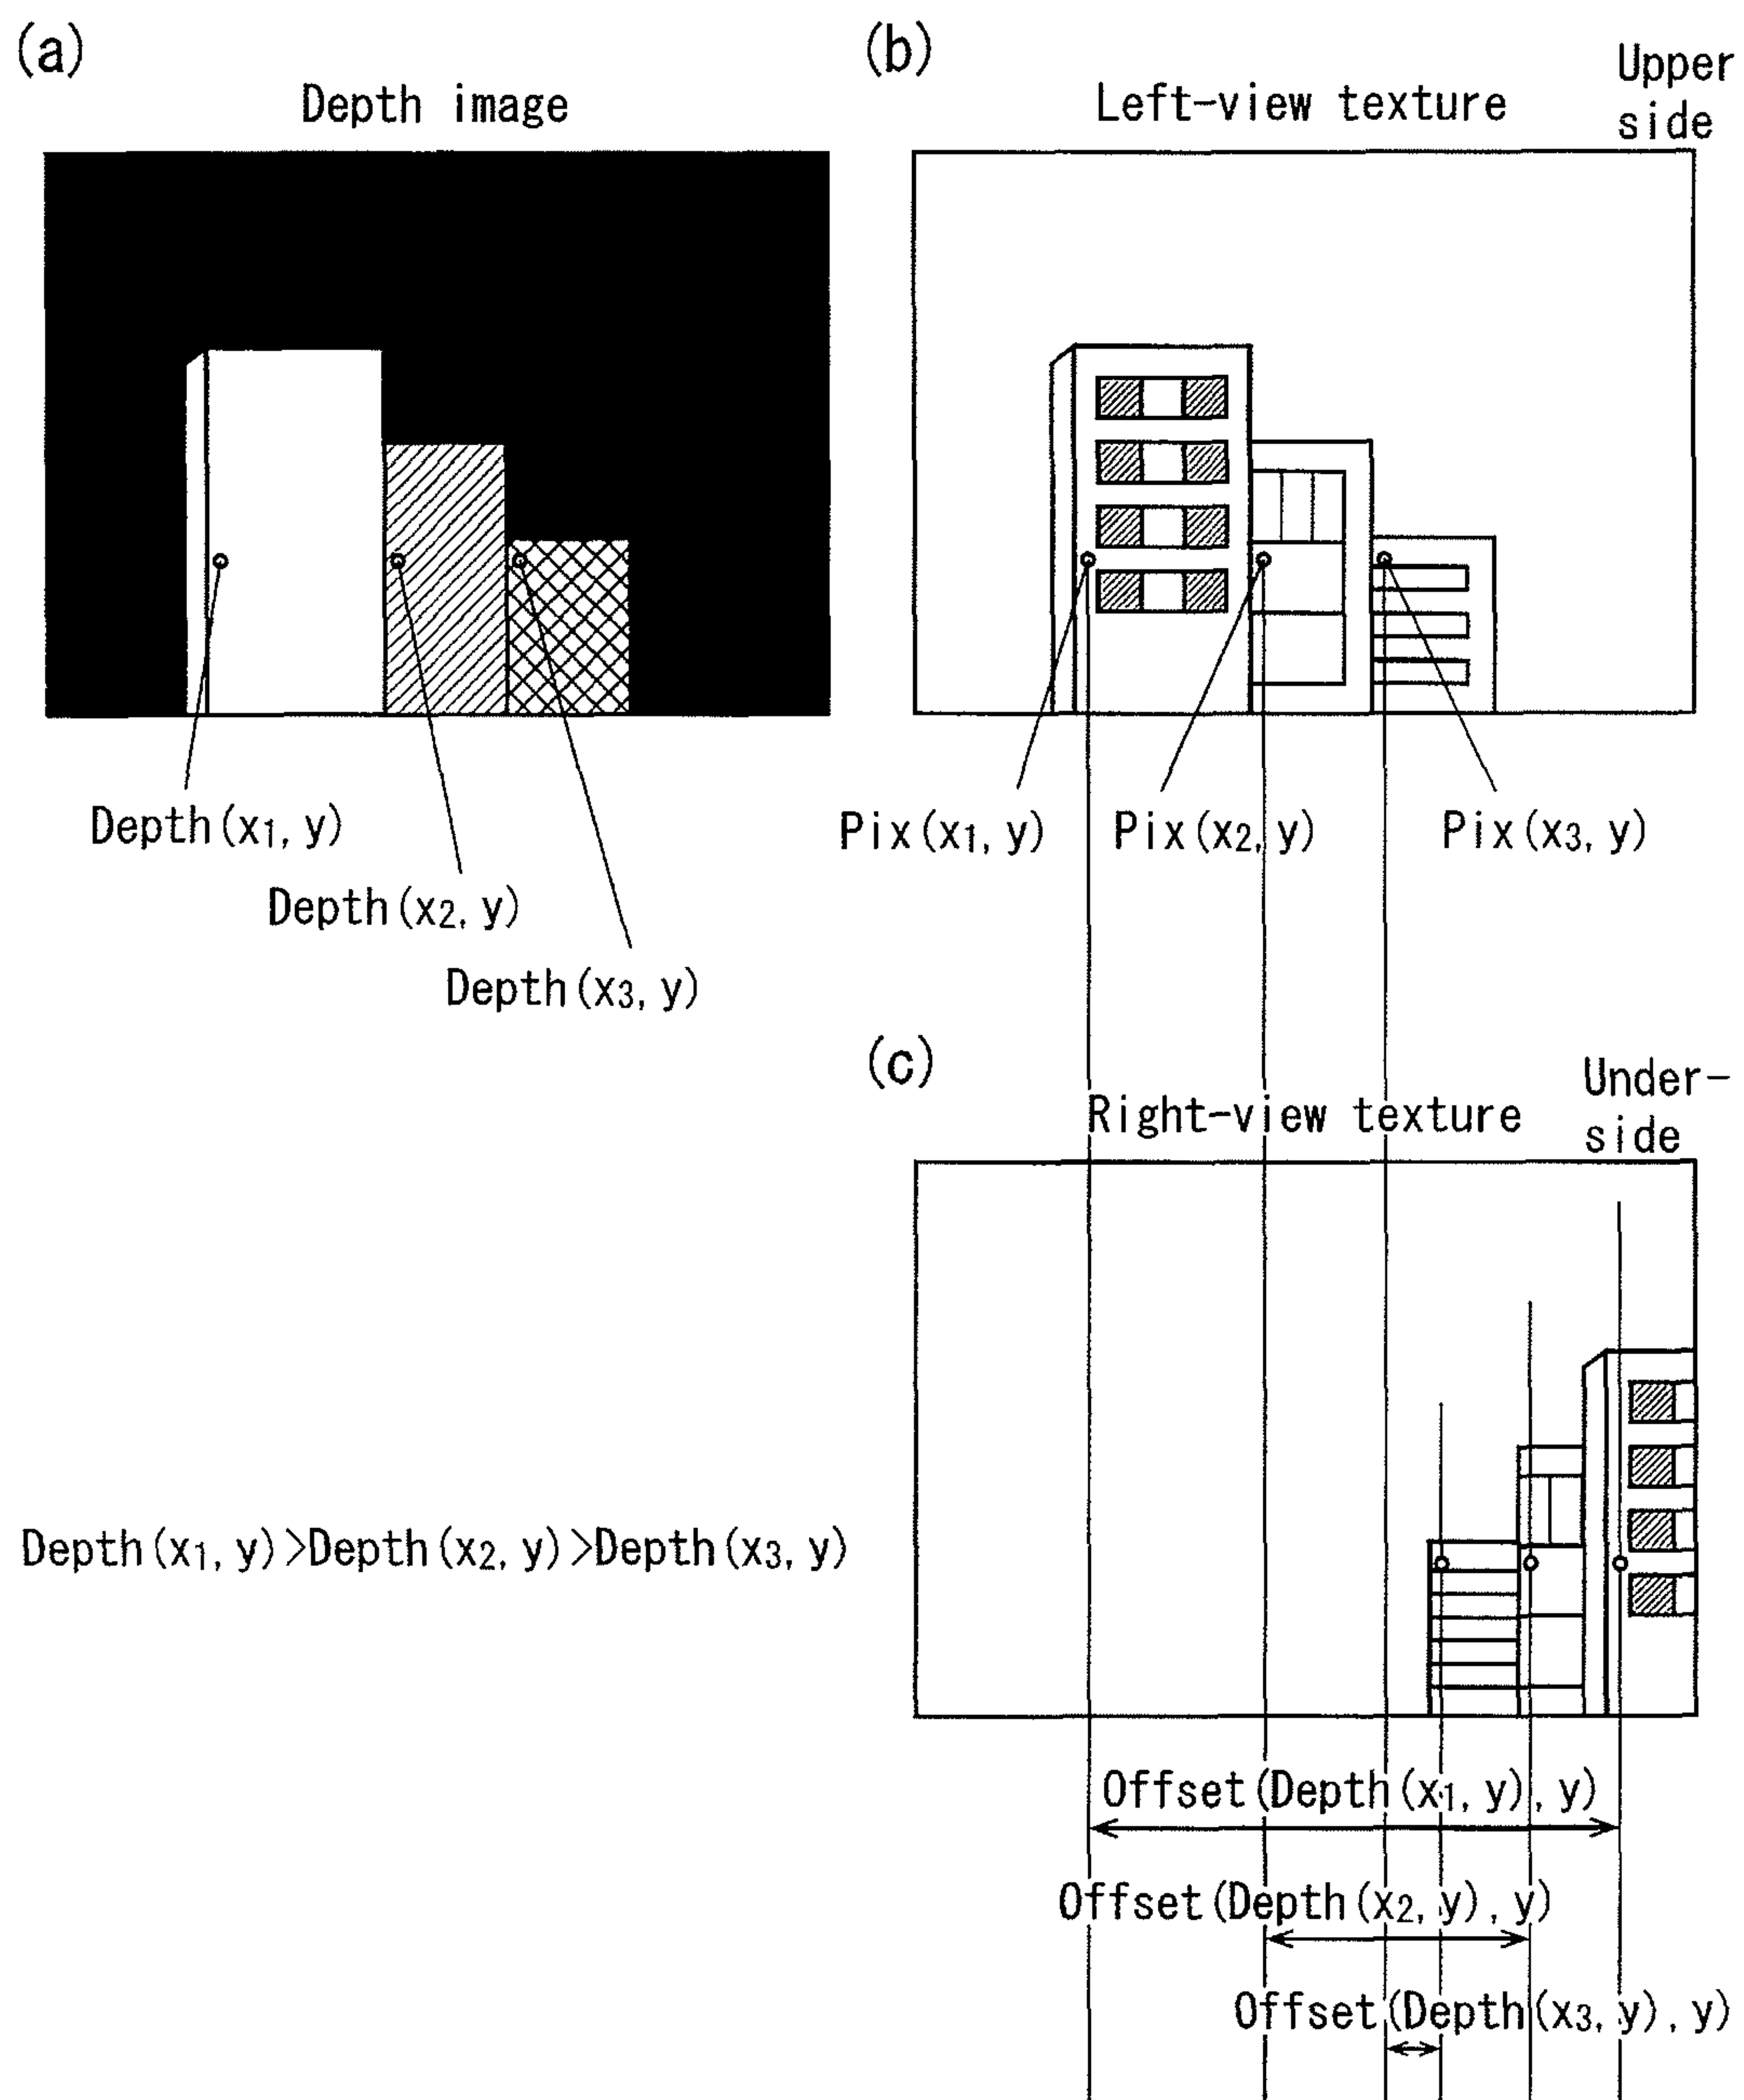 (a)
Depth image
Depth(x1, y)
Depth(x2, y)
Depth(x3, y)
(b)
Left-view texture
Upper
side
Pix(x1, y)
Pix(x2, y)
Pix(x3, y)
(c)
Right-view texture
Under-
side
Depth(x1, y)>Depth(x2, y)>Depth(x3, y)
Offset(Depth(x1, y), y)
Offset(Depth(x2, y), y)
Offset(Depth(x3, y), y)